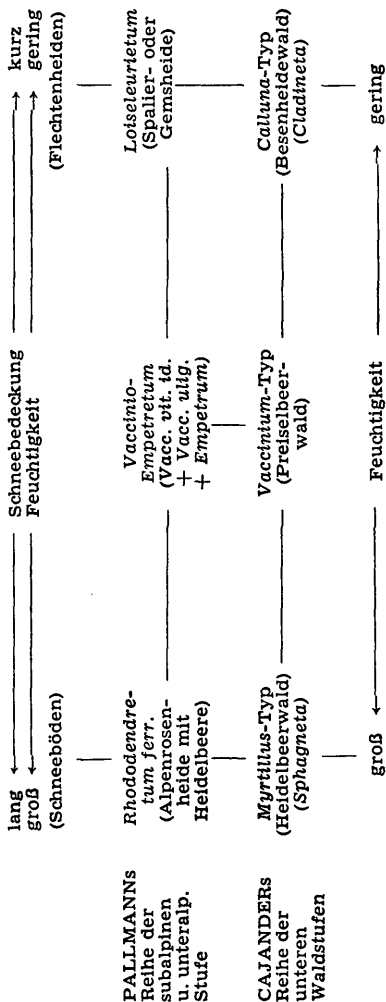 lang Schneebedeckung kurz
groß Feuchtigkeit gering
(Schneeböden) (Flechtenheiden)
PALLMANNs Rhododendre- Vaccinio- Loiseleurietum
Reihe der tum ferr. Empetretum (Spalier- oder
subalpinen (Alpenrosen- (Vacc. vit. id. Gemsheide)
u. unteralp. heide mit + Vacc. ulig.
Stufe Heidelbeere) + Empetrum)
CAJANDERs Myrtillus-Typ Vaccinium-Typ Calluna-Typ
Reihe der (Heidelbeerwald) (Preiselbeer- (Besenheidewald)
unteren (Sphagneta) wald) (Cladineta)
Waldstufen
groß Feuchtigkeit gering